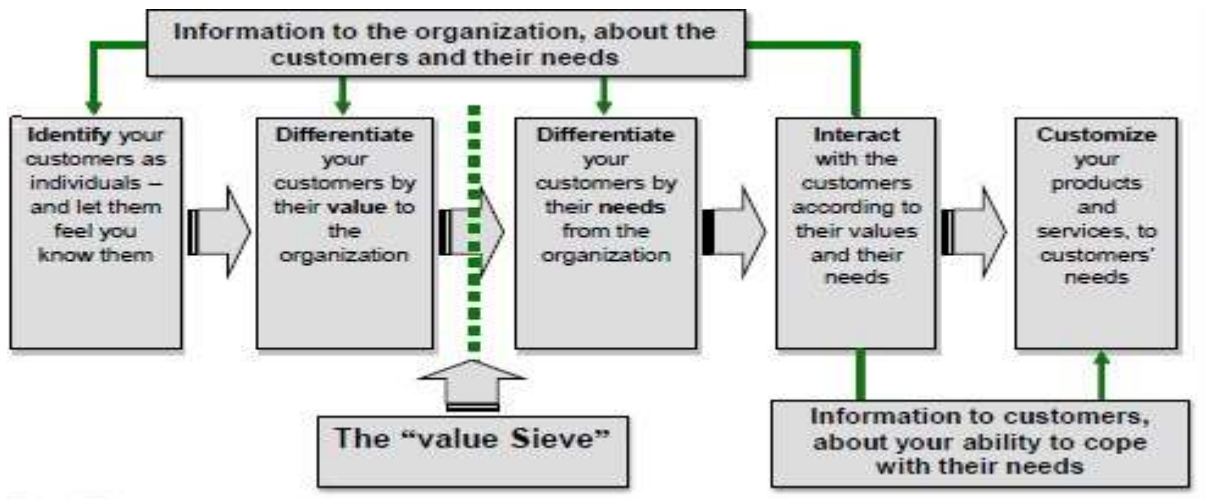 Information to the organization, about the
customers and their needs
Identify your
customers as
individuals –
and let them
feel you
know them
Differentiate
your
customers by
their value to
the
organization
Differentiate
your
customers by
their needs
from the
organization
Interact
with the
customers
according to
their values
and their
needs
Customize
your
products
and
services, to
customers'
needs
The “value Sieve”
Information to customers,
about your ability to cope
with their needs